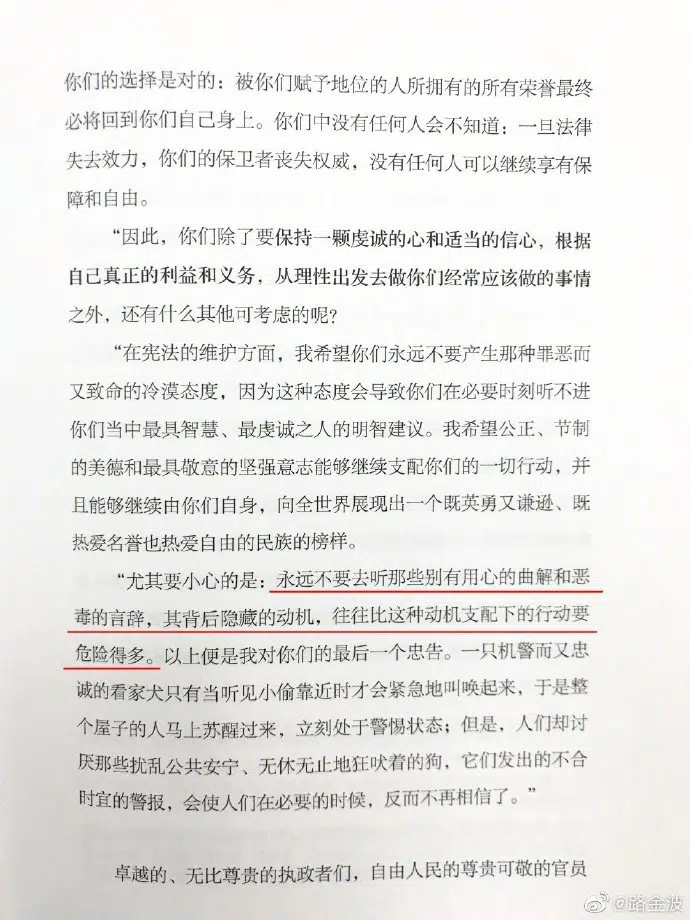 你们的选择是对的：被你们赋予地位的人所拥有的所有荣誉最终
必将回到你们自己身上。你们中没有任何人会不知道：一旦法律
失去效力，你们的保卫者丧失权威，没有任何人可以继续享有保
障和自由。
“因此，你们除了要保持一颗虔诚的心和适当的信心，根据
自己真正的利益和义务，从理性出发去做你们经常应该做的事情
之外，还有什么其他可考虑的呢？
“在宪法的维护方面，我希望你们永远不要产生那种罪恶而
又致命的冷漠态度，因为这种态度会导致你们在必要时刻听不进
你们当中最具智慧、最虔诚之人的明智建议。我希望公正、节制
的美德和最具敬意的坚强意志能够继续支配你们的一切行动，并
且能够继续由你们自身，向全世界展现出一个既英勇又谦逊、既
热爱名誉也热爱自由的民族的榜样。
“尤其要小心的是：永远不要去听那些别有用心的曲解和恶
毒的言辞，其背后隐藏的动机，往往比这种动机支配下的行动要
危险得多。以上便是我对你们的最后一个忠告。一只机警而又忠
诚的看家犬只有当听见小偷靠近时才会紧急地叫唤起来，于是整
个屋子的人马上苏醒过来，立刻处于警惕状态；但是，人们却讨
厌那些扰乱公共安宁、无休无止地狂吠着的狗，它们发出的不合
时宜的警报，会使人们在必要的时候，反而不再相信了。”
卓越的、无比尊贵的执政者们，自由人民的尊贵可敬的官员
@路金波